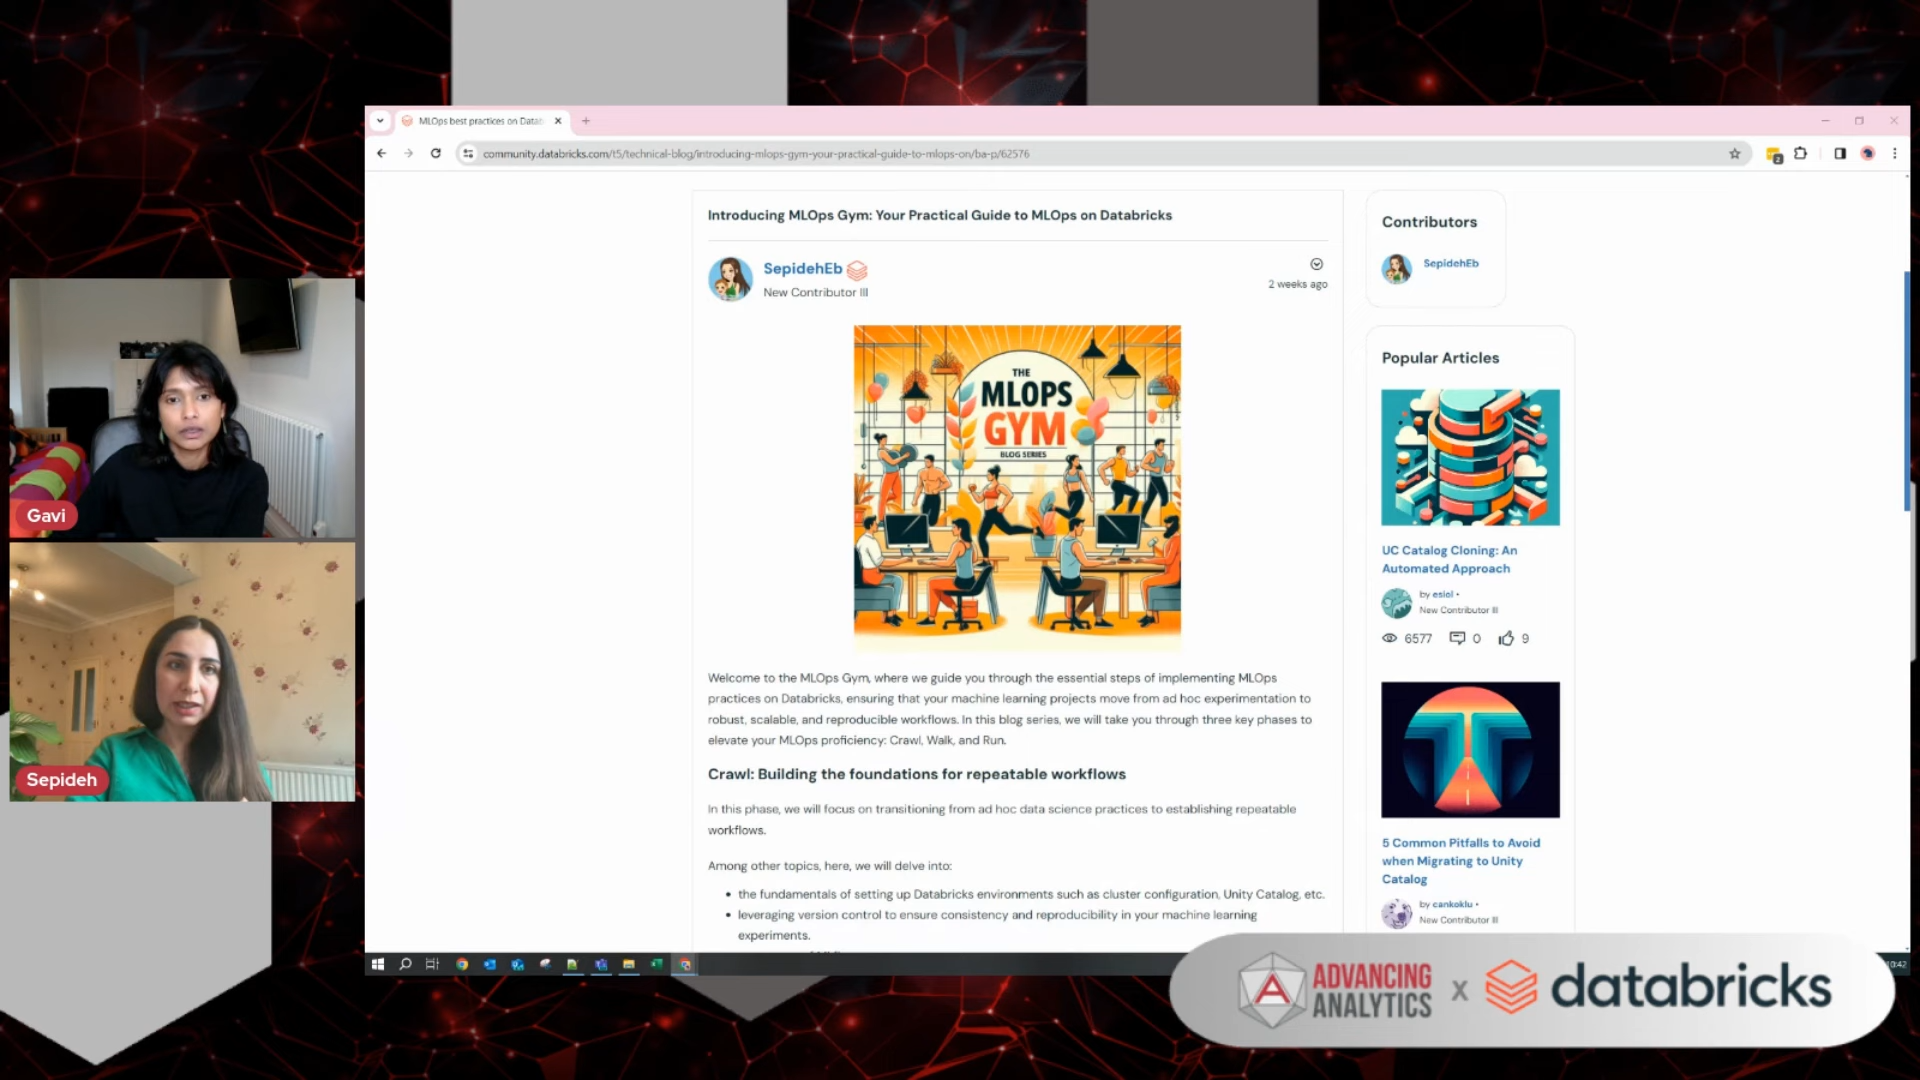 MLOps best practices on Datab
community.databricks.com/t5/technical-blog/introducing-mlops-gym-your-practical-guide-to-mlops-on/ba-p/62576
2
Introducing MLOps Gym: Your Practical Guide to MLOps on Databricks
SepidehEb
New Contributor III
2 weeks ago
THE
MLOPS
GYM
BLOG SERIES
Welcome to the MLOps Gym, where we guide you through the essential steps of implementing MLOps
practices on Databricks, ensuring that your machine learning projects move from ad hoc experimentation to
robust, scalable, and reproducible workflows. In this blog series, we will take you through three key phases to
elevate your MLOps proficiency: Crawl, Walk, and Run.
Crawl: Building the foundations for repeatable workflows
In this phase, we will focus on transitioning from ad hoc data science practices to establishing repeatable
workflows.
Among other topics, here, we will delve into:
• the fundamentals of setting up Databricks environments such as cluster configuration, Unity Catalog, etc.
• leveraging version control to ensure consistency and reproducibility in your machine learning
experiments.
Contributors
SepidehEb
Popular Articles
UC Catalog Cloning: An
Automated Approach
by esiol •
New Contributor III
6577 0 9
5 Common Pitfalls to Avoid
when Migrating to Unity
Catalog
by cankoklu •
New Contributor III
Gavi
Sepideh
10:42
ADVANCING
ANALYTICS
x
databricks